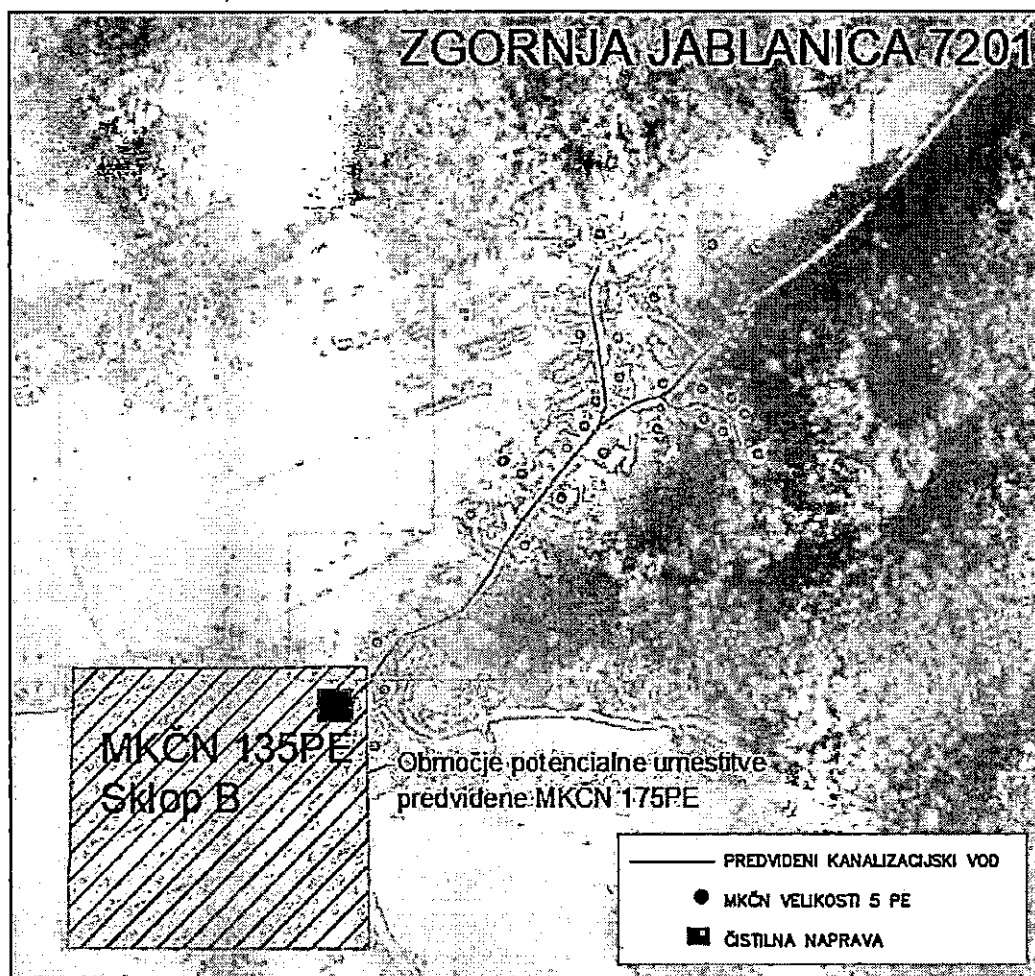 ZGORNJA JABLANICA 7201
MKČN 135PE
Sklop B
Območje potencialne umestitve
predvidene MKČN 175PE
PREDVIDENI KANALIZACIJSKI VOD
MKČN VELIKOSTI 5 PE
ČISTILNA NAPRAVA